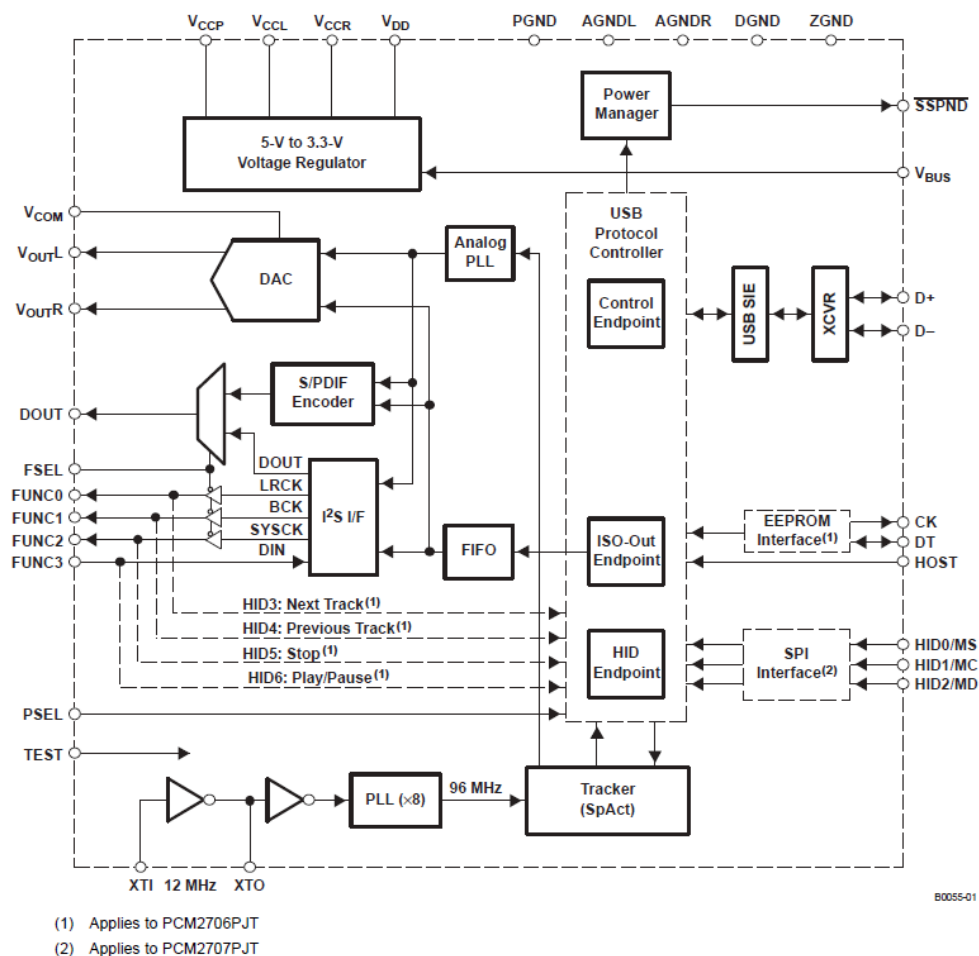 VCCP VCCL VCCR VDD PGND AGNDL AGNDR DGND ZGND
5-V to 3.3-V
Voltage Regulator
Power
Manager
SSPND
VBUS
VCOM
VOUTL
VOUTR
DAC
Analog
PLL
USB
Protocol
Controller
Control
Endpoint
USB SIE
XCVR
D+
D–
S/PDIF
Encoder
DOUT
FSEL
FUNC0
FUNC1
FUNC2
FUNC3
DOUT
LRCK
BCK
SYSCK
DIN
I2S I/F
FIFO
ISO-Out
Endpoint
EEPROM
Interface(1)
CK
DT
HOST
HID3: Next Track(1)
HID4: Previous Track(1)
HID5: Stop(1)
HID6: Play/Pause(1)
HID
Endpoint
SPI
Interface(2)
HID0/MS
HID1/MC
HID2/MD
PSEL
TEST
PLL (×8)
96 MHz
Tracker
(SpAct)
XTI 12 MHz XTO
B0055-01
(1) Applies to PCM2706PJT
(2) Applies to PCM2707PJT